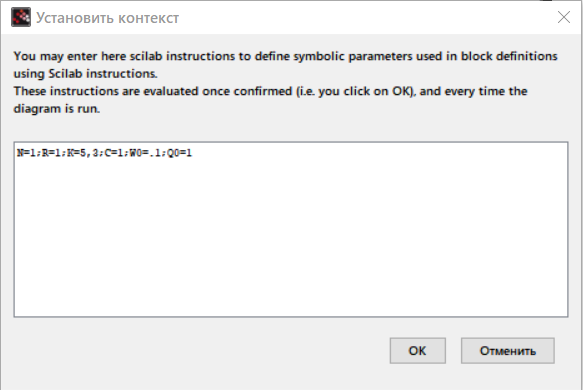 Установить контекст
You may enter here scilab instructions to define symbolic parameters used in block definitions
using Scilab instructions.
These instructions are evaluated once confirmed (i.e. you click on OK), and every time the
diagram is run.
N=1;R=1;K=5,3;C=1;W0=.1;Q0=1
OK
Отменить